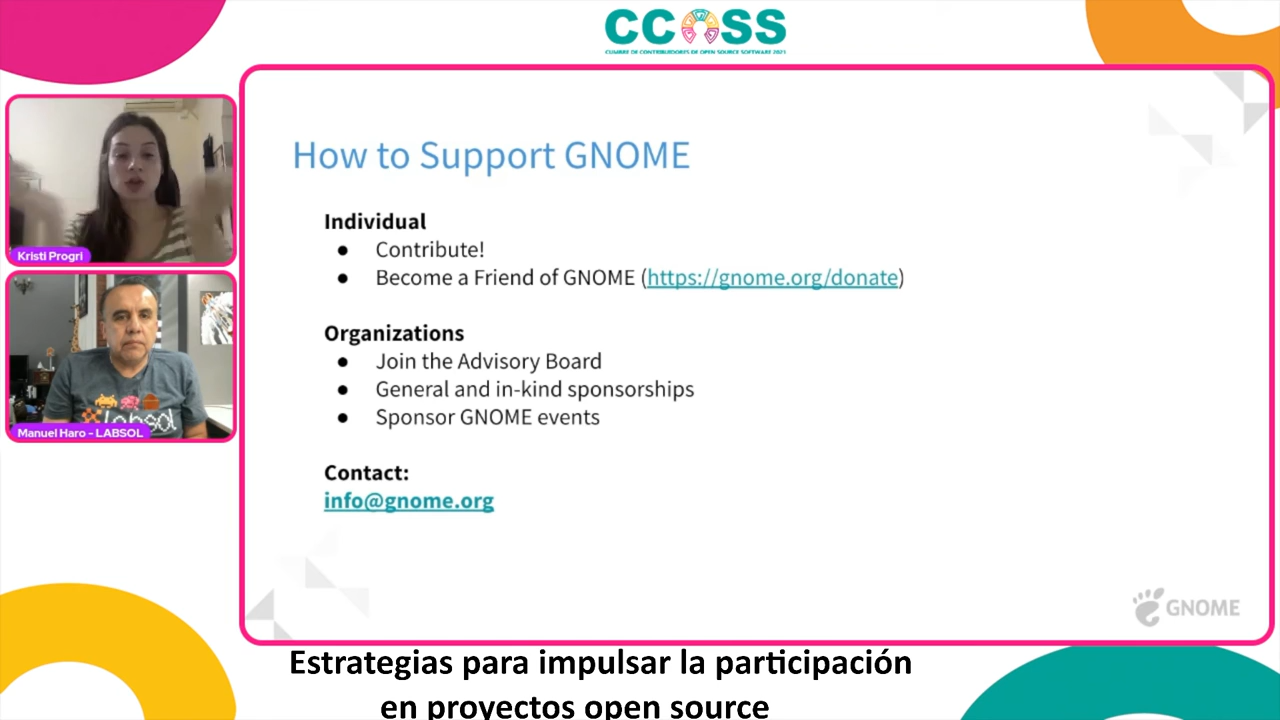 CCOSS
CUMBRE DE CONTRIBUIDORES DE OPEN SOURCE SOFTWARE 2021
Kristi Progri
labsol
Manuel Haro - LABSOL
How to Support GNOME
Individual
● Contribute!
● Become a Friend of GNOME (https://gnome.org/donate)
Organizations
● Join the Advisory Board
● General and in-kind sponsorships
● Sponsor GNOME events
Contact:
info@gnome.org
GNOME
Estrategias para impulsar la participación
en proyectos open source